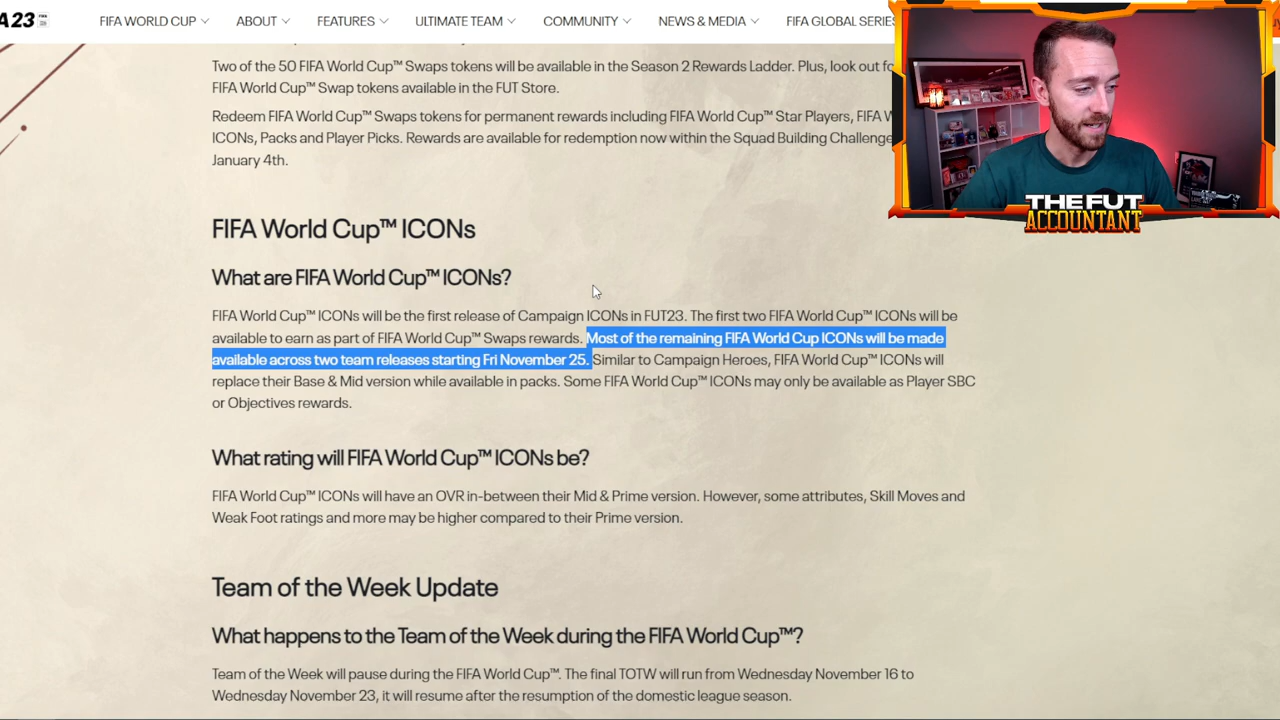 A 23
FIFA WORLD CUP ABOUT FEATURES ULTIMATE TEAM COMMUNITY NEWS & MEDIA FIFA GLOBAL SERIES
Two of the 50 FIFA World Cup™ Swaps tokens will be available in the Season 2 Rewards Ladder. Plus, look out fo
FIFA World Cup™ Swap tokens available in the FUT Store.
Redeem FIFA World Cup™ Swaps tokens for permanent rewards including FIFA World Cup™ Star Players, FIFA W
ICONs, Packs and Player Picks. Rewards are available for redemption now within the Squad Building Challenge
January 4th.
THE FUT
ACCOUNTANT
FIFA World Cup™ ICONs
What are FIFA World Cup™ ICONs?
FIFA World Cup™ ICONs will be the first release of Campaign ICONs in FUT23. The first two FIFA World Cup™ ICONs will be
available to earn as part of FIFA World Cup™ Swaps rewards. Most of the remaining FIFA World Cup ICONs will be made
available across two team releases starting Fri November 25. Similar to Campaign Heroes, FIFA World Cup™ ICONs will
replace their Base & Mid version while available in packs. Some FIFA World Cup™ ICONs may only be available as Player SBC
or Objectives rewards.
What rating will FIFA World Cup™ ICONs be?
FIFA World Cup™ ICONs will have an OVR in-between their Mid & Prime version. However, some attributes, Skill Moves and
Weak Foot ratings and more may be higher compared to their Prime version.
Team of the Week Update
What happens to the Team of the Week during the FIFA World Cup™?
Team of the Week will pause during the FIFA World Cup™. The final TOTW will run from Wednesday November 16 to
Wednesday November 23, it will resume after the resumption of the domestic league season.